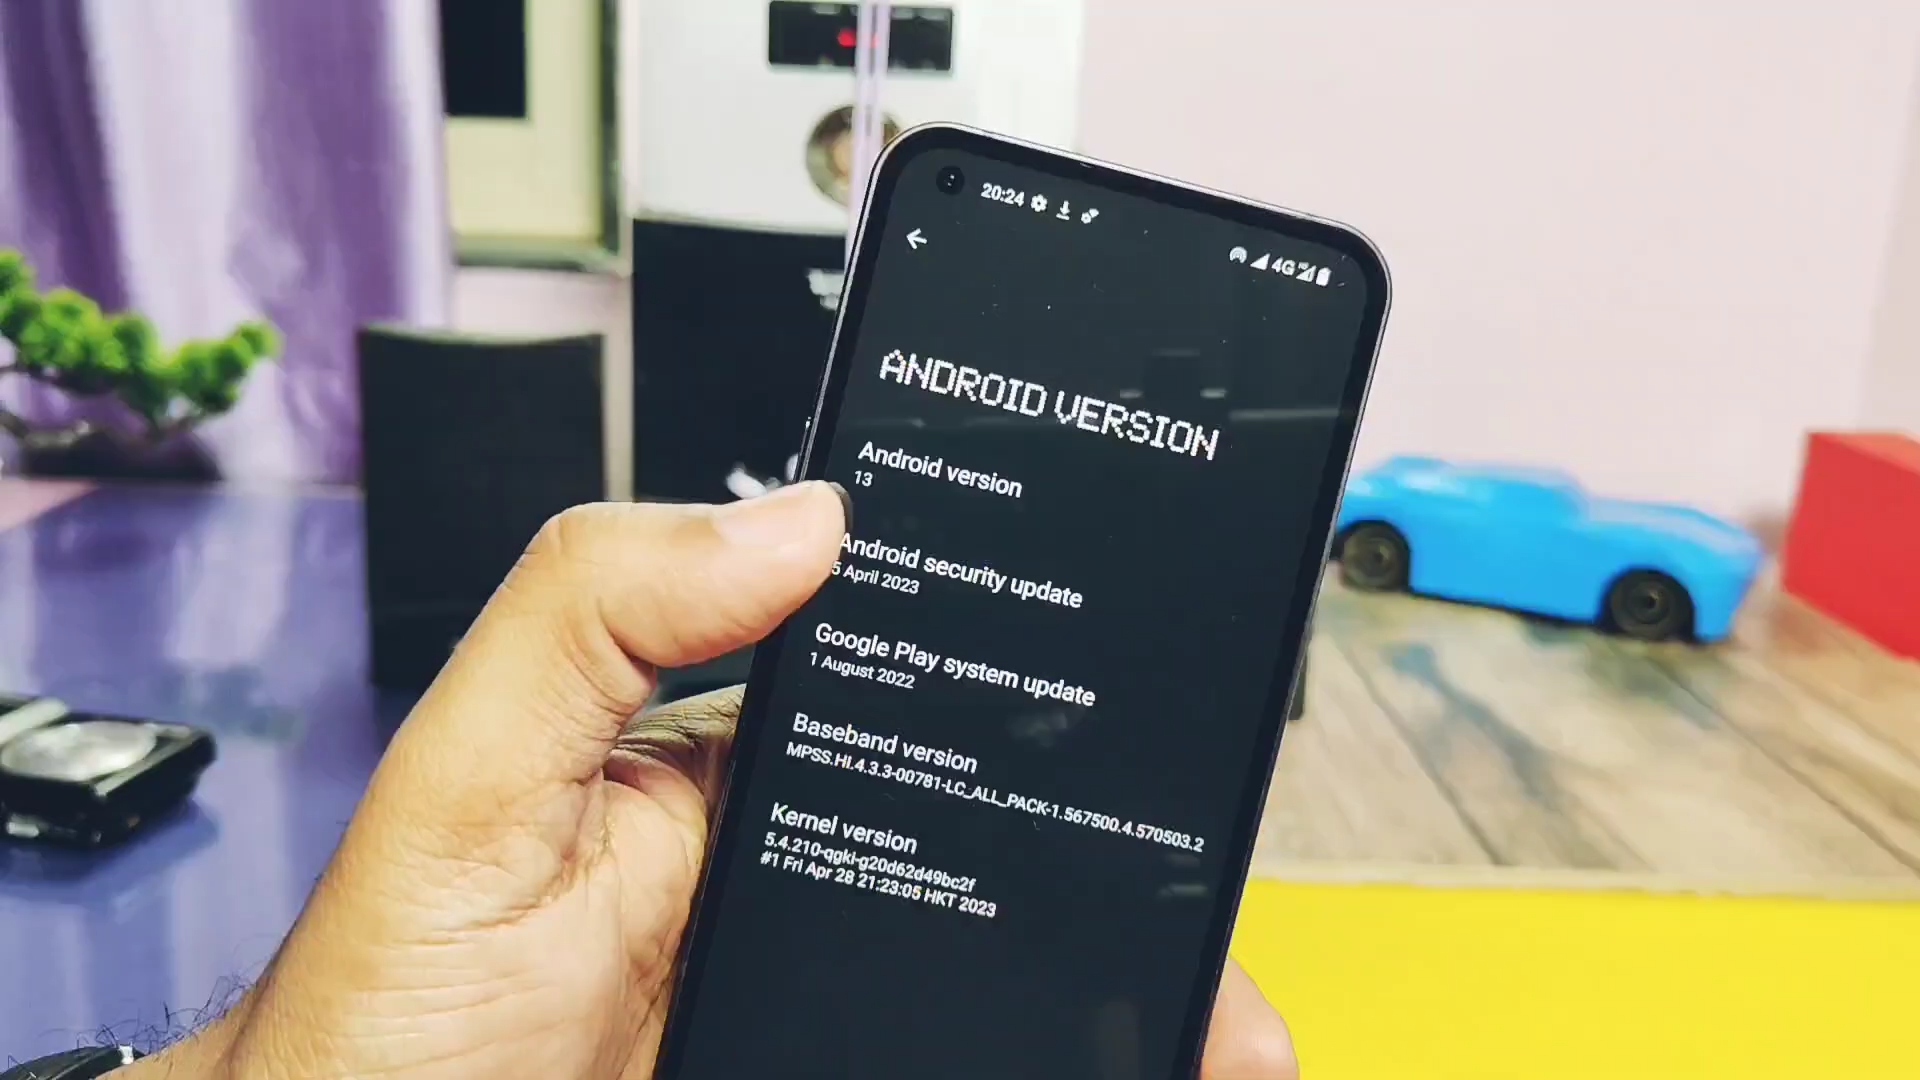 20:24
4G
ANDROID VERSION
Android version
13
Android security update
5 April 2023
Google Play system update
1 August 2022
Baseband version
MPSS.HI.4.3.3-00781-LC_ALL_PACK-1.567500.4.570503.2
Kernel version
5.4.210-qgki-g20d62d49bc2f
#1 Fri Apr 28 21:23:05 HKT 2023